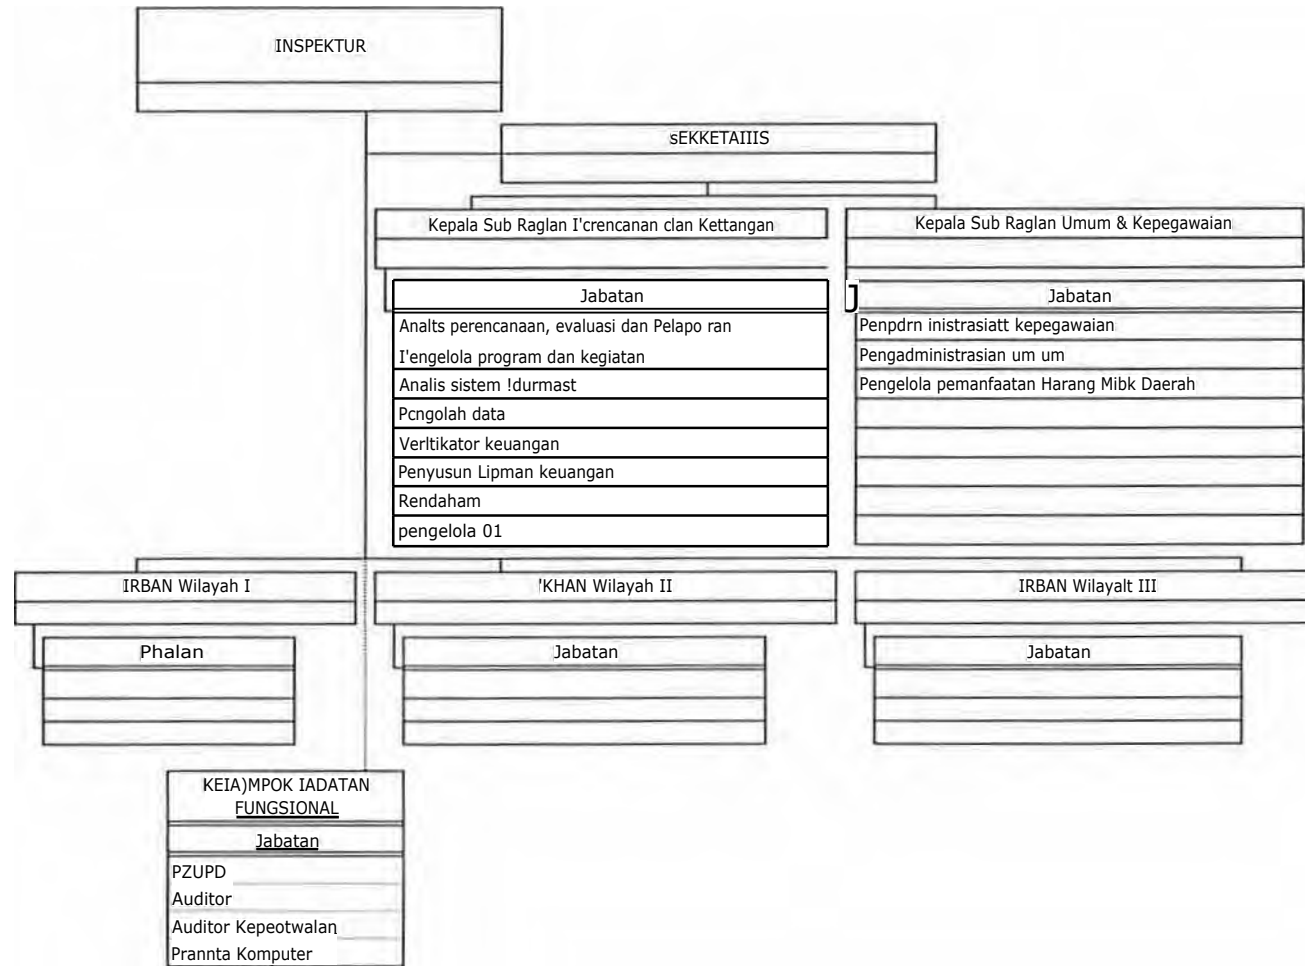 INSPEKTUR
sEKKETAIIIS
Kepala Sub Raglan I'crencanan clan Kettangan
Kepala Sub Raglan Umum & Kepegawaian
Jabatan
Analts perencanaan, evaluasi dan Pelapo ran
I'engelola program dan kegiatan
Analis sistem !durmast
Pcngolah data
Verltikator keuangan
Penyusun Lipman keuangan
Rendaham
pengelola 01
J
Jabatan
Penpdrn inistrasiatt kepegawaian
Pengadministrasian um um
Pengelola pemanfaatan Harang Mibk Daerah
IRBAN Wilayah I
'KHAN Wilayah II
IRBAN Wilayalt III
Phalan
Jabatan
Jabatan
KEIA)MPOK IADATAN
FUNGSIONAL
Jabatan
PZUPD
Auditor
Auditor Kepeotwalan
Prannta Komputer